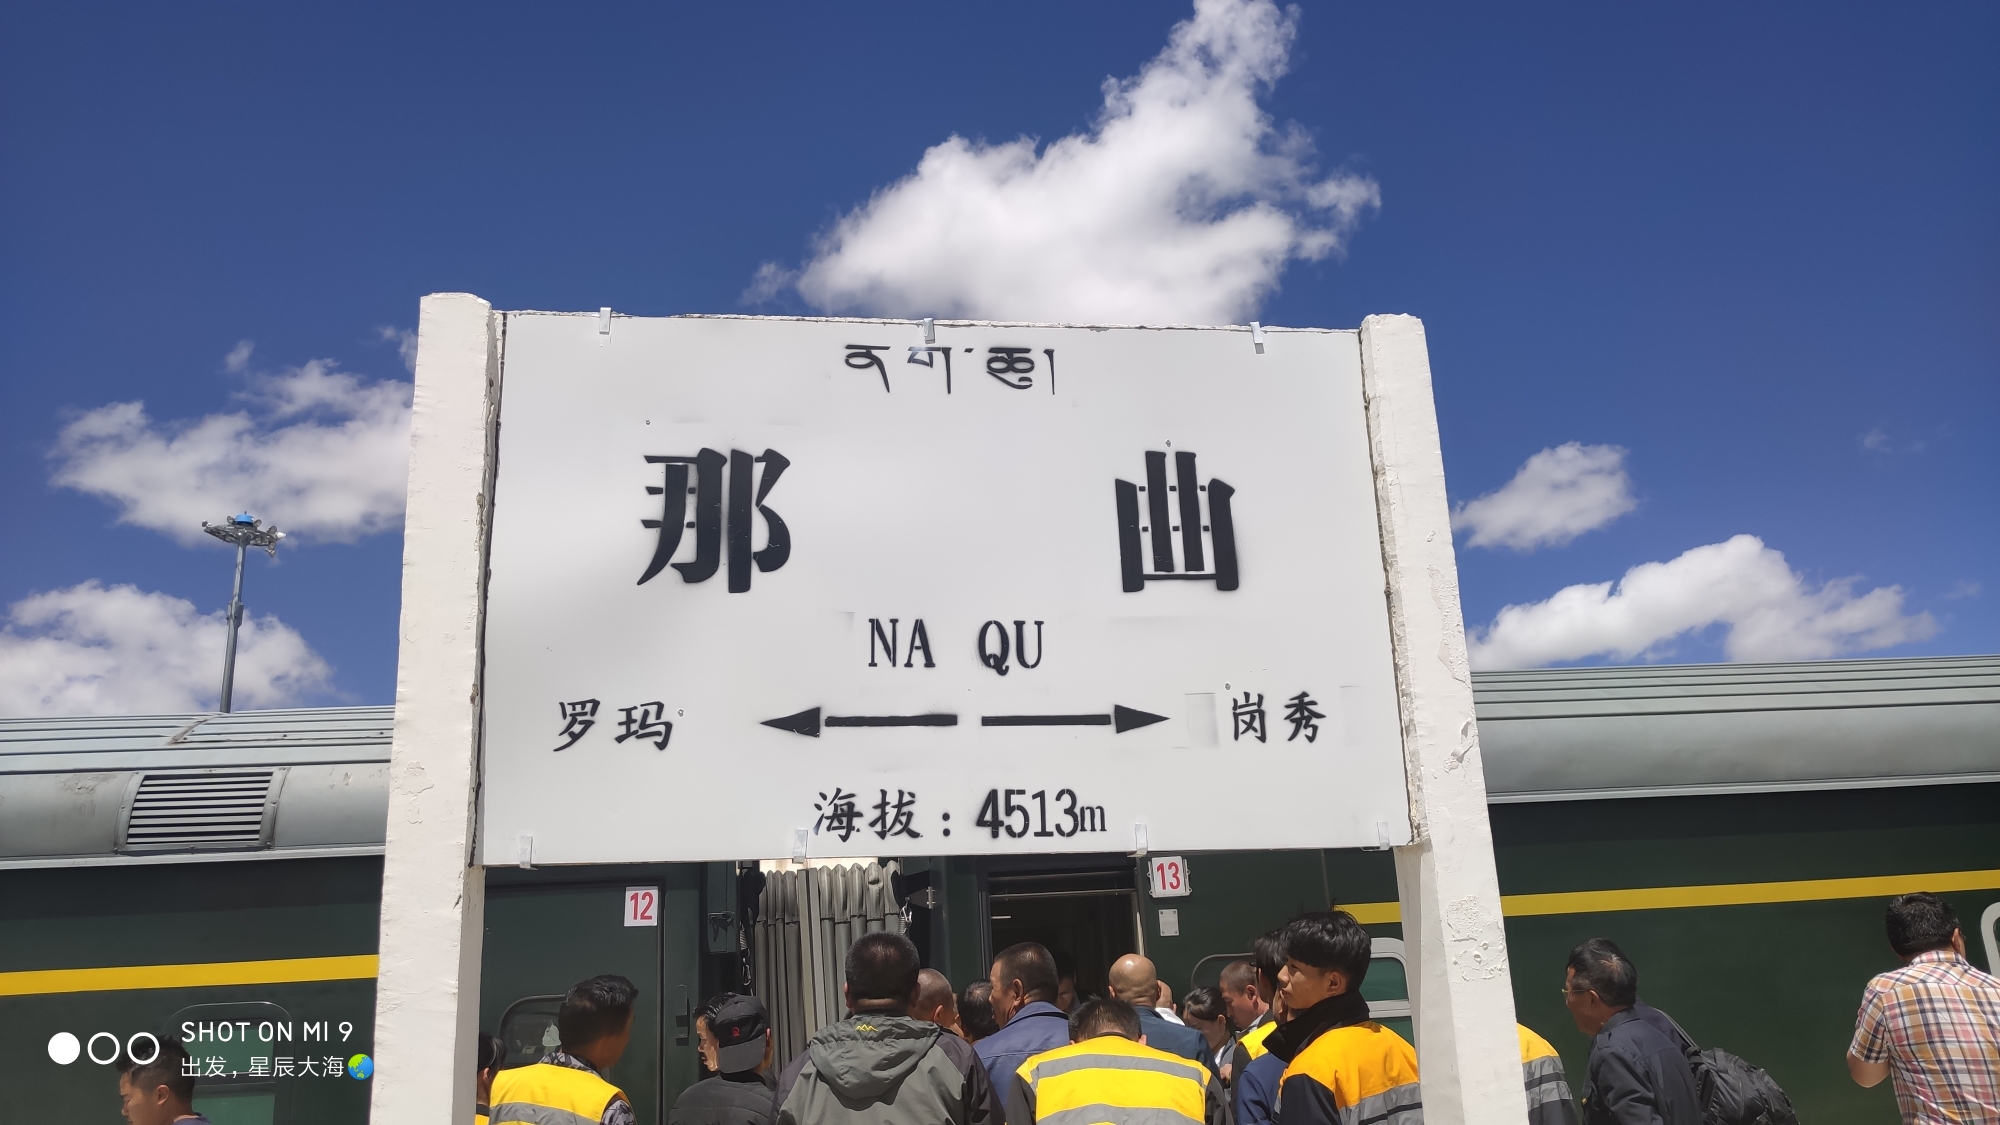 ནག་ཆུ།
那曲
NA QU
罗玛 岗秀
海拔：4513m
12
13
SHOT ON MI 9
出发，星辰大海🌏